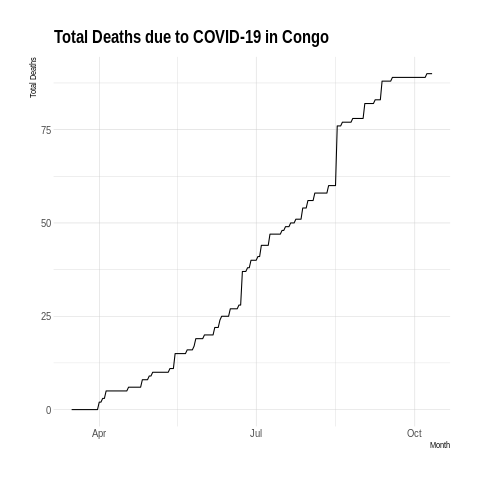 Total Deaths due to COVID-19 in Congo
Total Deaths
75
50
25
0
Apr
Jul
Oct
Month